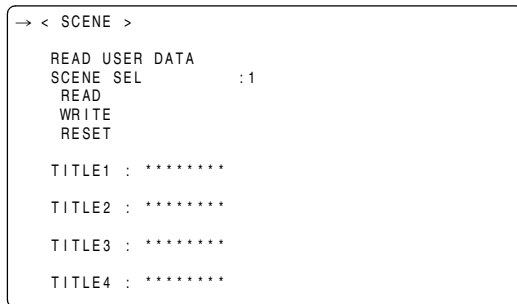 → < SCENE >
READ USER DATA
SCENE SEL :1
READ
WRITE
RESET
TITLE1 : ********
TITLE2 : ********
TITLE3 : ********
TITLE4 : ********